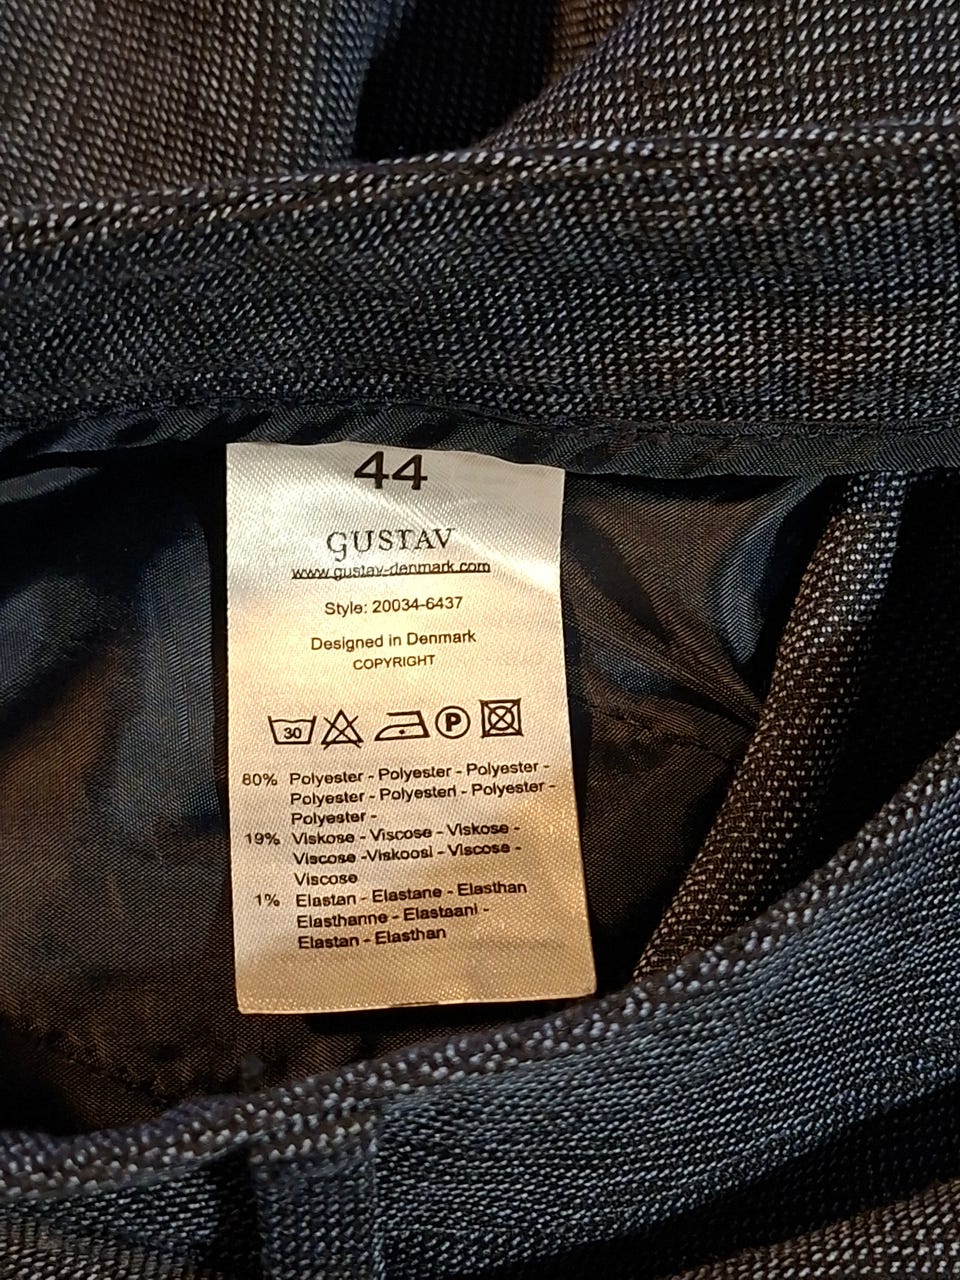 44
GUSTAV
www.gustav-denmark.com
Style: 20034-6437
Designed in Denmark
COPYRIGHT
30 P
80% Polyester - Polyester - Polyester -
Polyester - Polyesteri - Polyester -
Polyester -
19% Viskose - Viscose - Viskose -
Viscose -Viskoosi - Viscose -
Viscose
1% Elastan - Elastane - Elasthan
Elasthanne - Elastaani -
Elastan - Elasthan